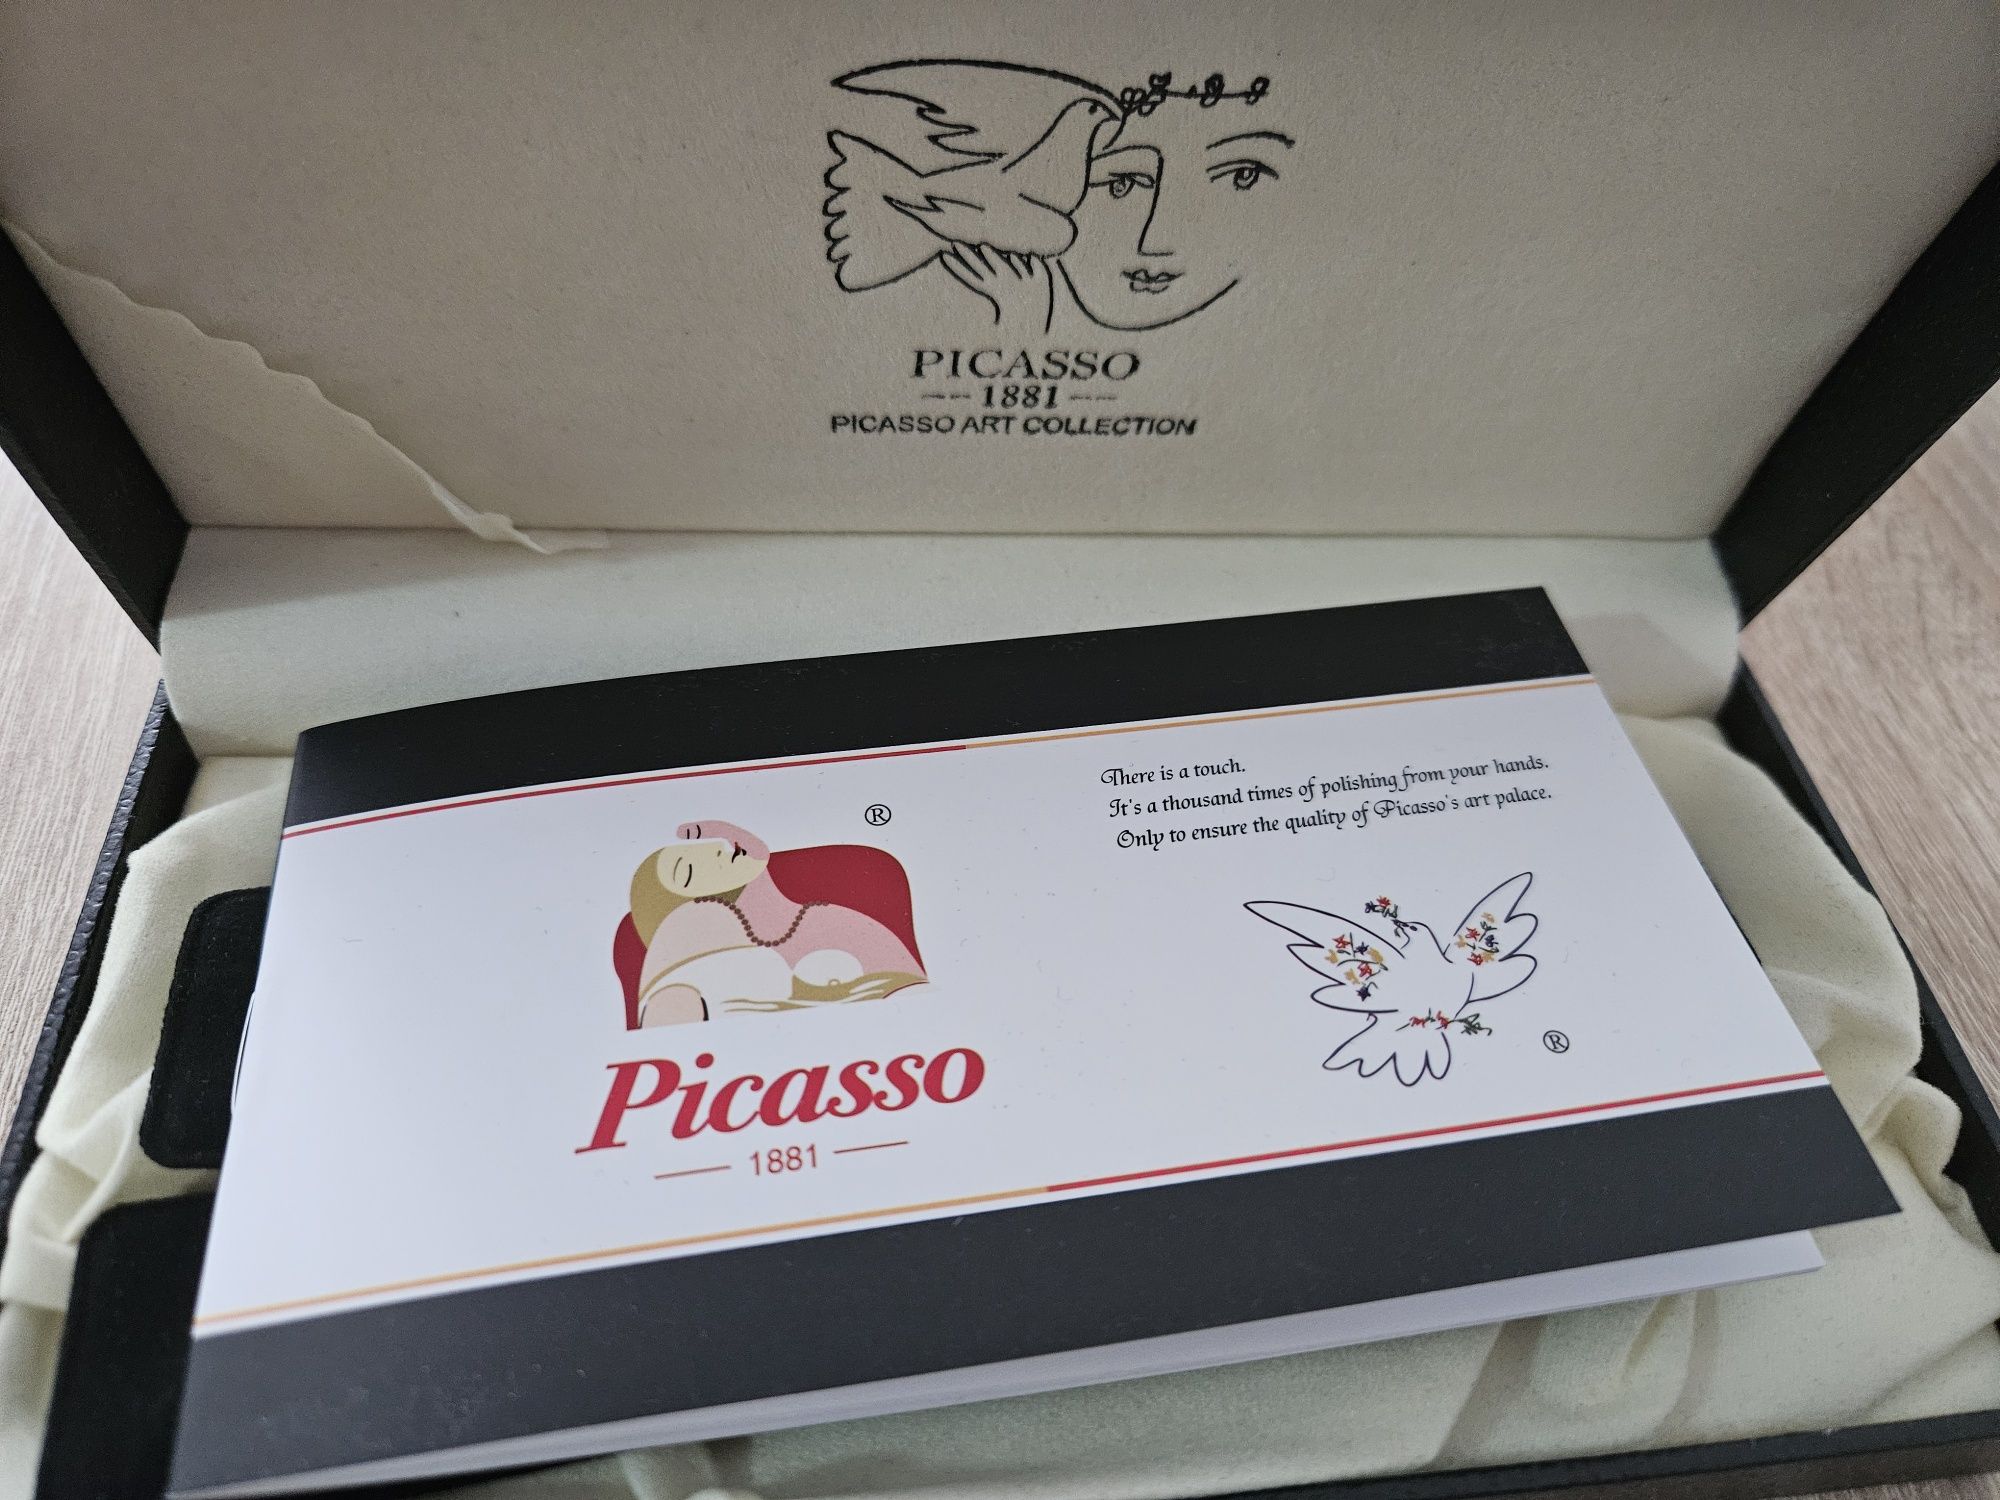 PICASSO
1881
PICASSO ART COLLECTION
There is a touch.
It's a thousand times of polishing from your hands.
Only to ensure the quality of Picasso's art palace.
®
Picasso
1881
®